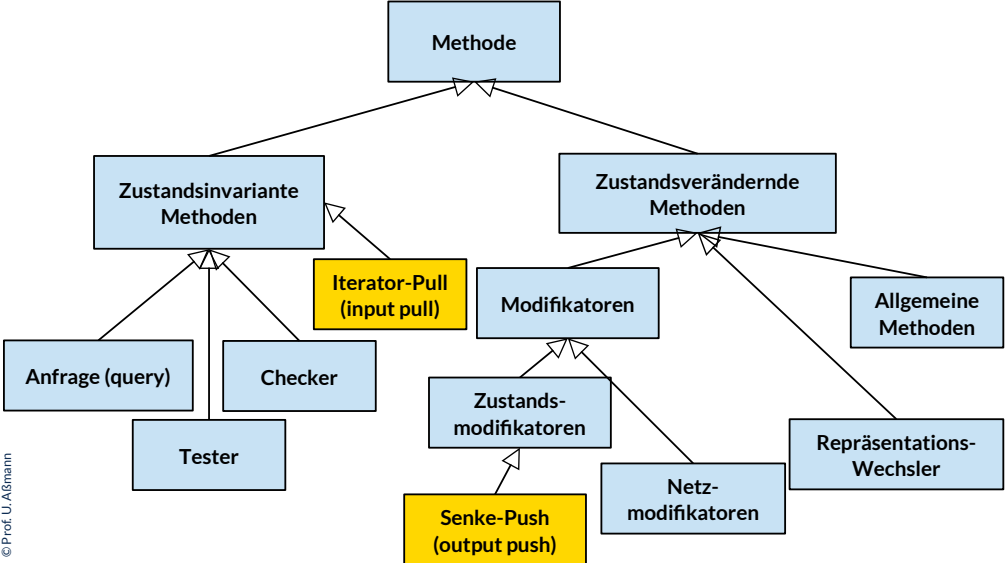 Methode
Zustandsinvariante
Methoden
Zustandsverändernde
Methoden
Iterator-Pull
(input pull)
Modifikatoren
Allgemeine
Methoden
Anfrage (query)
Checker
Tester
Zustands-
modifikatoren
Repräsentations-
Wechsler
Netz-
modifikatoren
Senke-Push
(output push)
© Prof. U. Aßmann